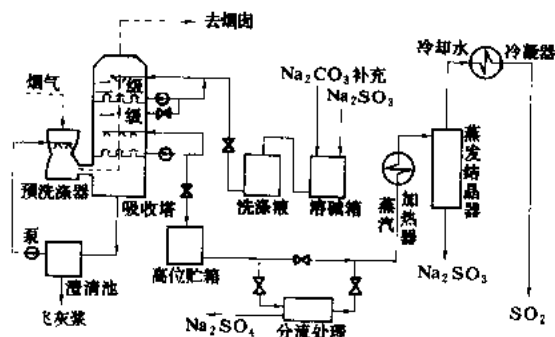 去烟囱
冷却水
冷凝器
烟气
二级
一级
Na₂CO₃补充
Na₂SO₃
预洗涤器
吸收塔
洗涤液
溶碱箱
蒸汽
加热器
蒸发结晶器
泵
澄清池
飞灰浆
高位贮箱
Na₂SO₄
分流处理
Na₂SO₃
SO₂